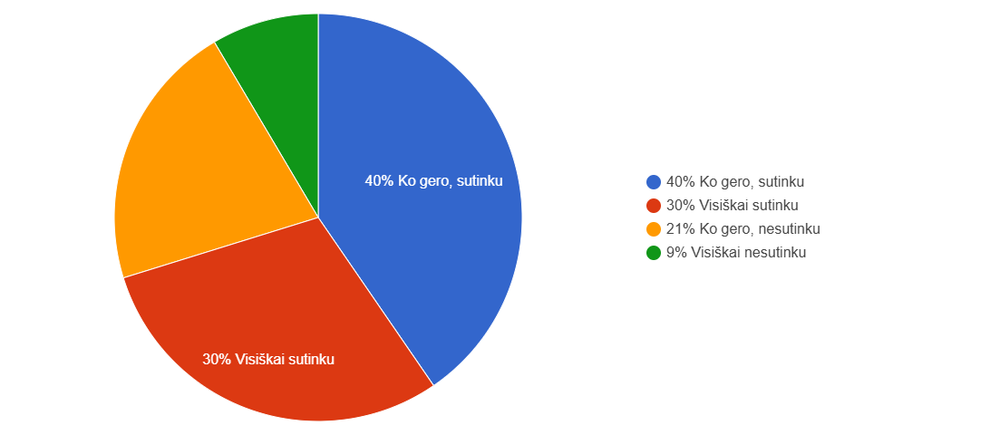 40% Ko gero, sutinku
30% Visiškai sutinku
40% Ko gero, sutinku
30% Visiškai sutinku
21% Ko gero, nesutinku
9% Visiškai nesutinku